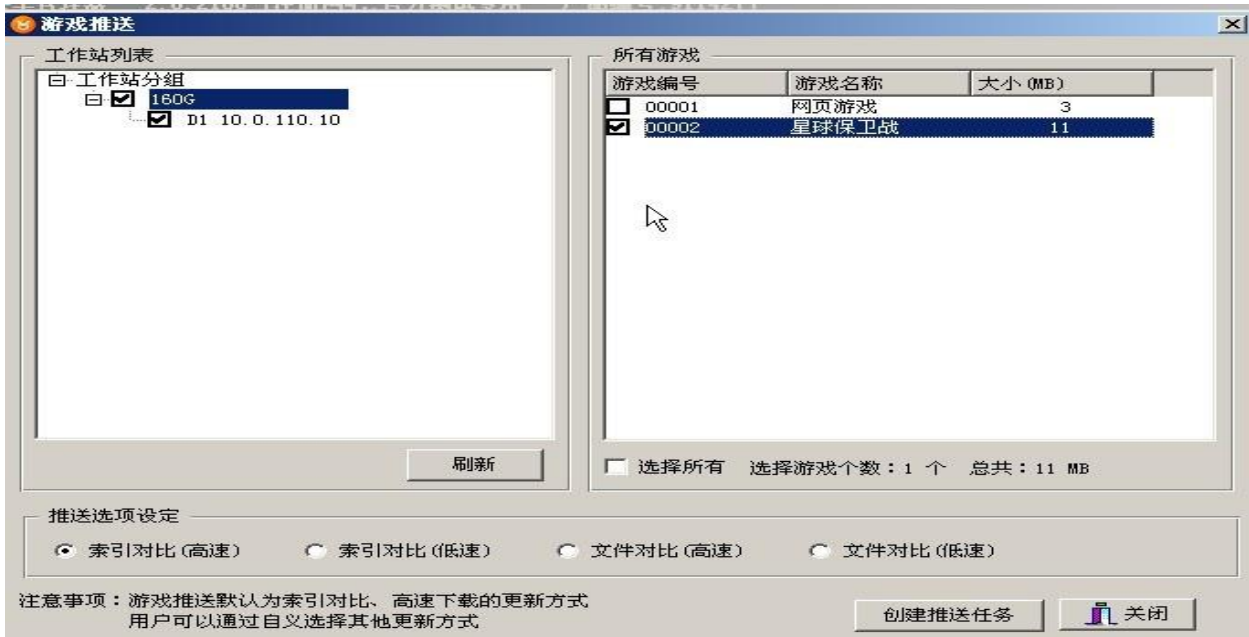 游戏推送
工作站列表
工作站分组
160G
D1 10.0.110.10
刷新
所有游戏
游戏编号 游戏名称 大小(MB)
00001 网页游戏 3
00002 星球保卫战 11
选择所有 选择游戏个数：1 个 总共：11 MB
推送选项设定
索引对比(高速) 索引对比(低速) 文件对比(高速) 文件对比(低速)
注意事项：游戏推送默认为索引对比、高速下载的更新方式
用户可以通过自义选择其他更新方式
创建推送任务 关闭